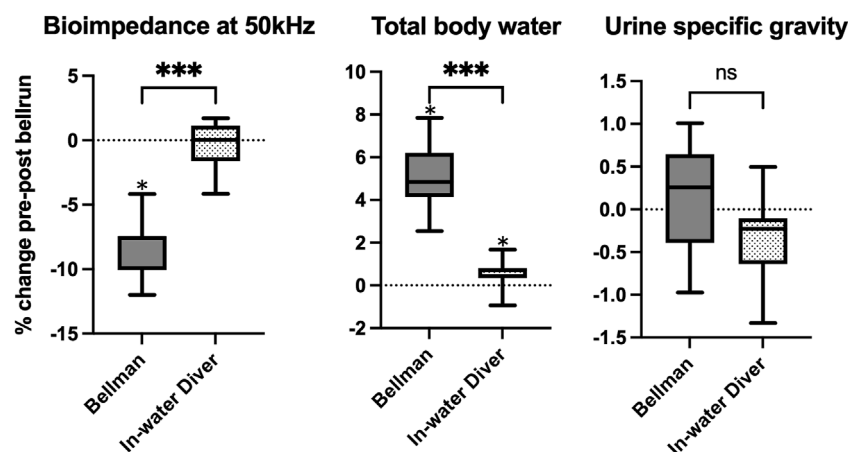 Bioimpedance at 50kHz
Total body water
Urine specific gravity
% change pre-post bellrun
5
0
-5
-10
-15
***
*
Bellman
In-water Diver
10
8
6
4
2
0
-2
***
*
*
Bellman
In-water Diver
1.5
1.0
0.5
0.0
-0.5
-1.0
-1.5
ns
Bellman
In-water Diver